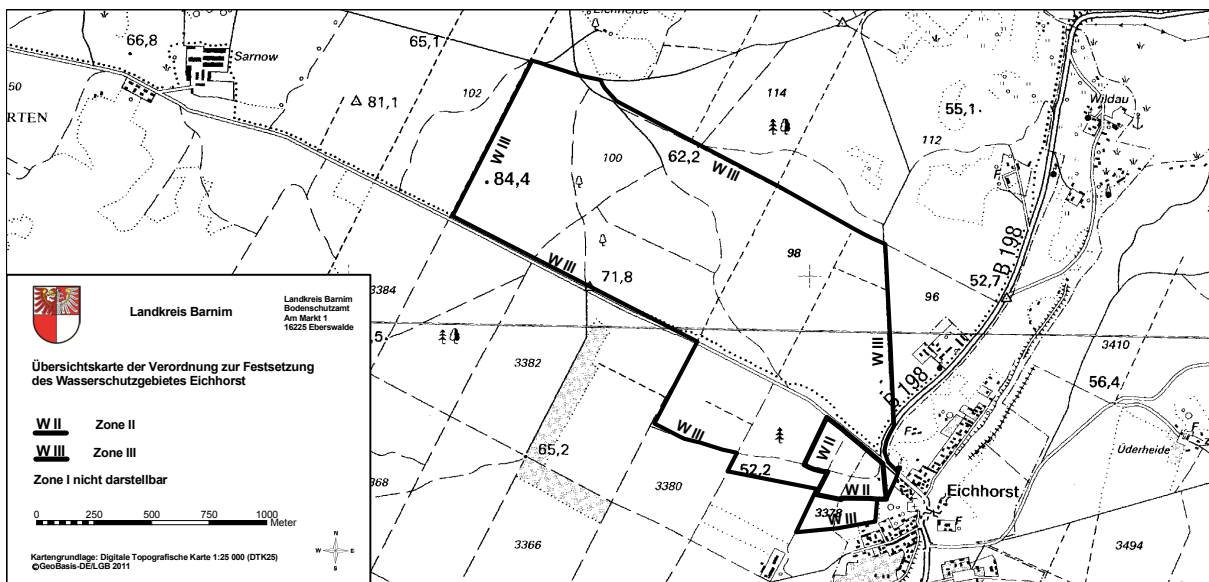 Eichheide
66,8
Sarnow
65,1
50
RTEN
81,1
102
114
55,1
Wildau
W III
100
62,2
W III
112
F
84,4
B 198
98
W III
71,8
52,7
3384
96
W III
5
3382
3410
B 198
56,4
W III
F
W II
F
65,2
52,2
Üderheide
368
3380
W II
Eichhorst
3378
W III
F
3366
3494
Landkreis Barnim
Landkreis Barnim
Bodenschutzamt
Am Markt 1
16225 Eberswalde
Übersichtskarte der Verordnung zur Festsetzung
des Wasserschutzgebietes Eichhorst
W II Zone II
W III Zone III
Zone I nicht darstellbar
0 250 500 750 1000
Meter
N
W E
S
Kartengrundlage: Digitale Topografische Karte 1:25 000 (DTK25)
©GeoBasis-DE/LGB 2011